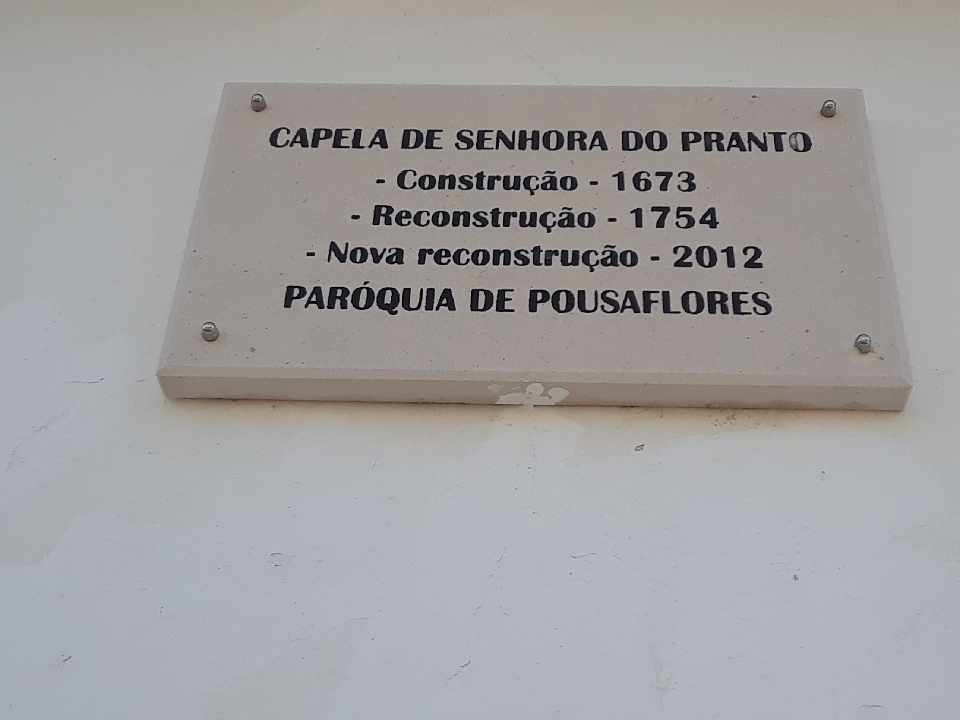 CAPELA DE SENHORA DO PRANTO
- Construção - 1673
- Reconstrução - 1754
- Nova reconstrução - 2012
PARÓQUIA DE POUSAFLORES